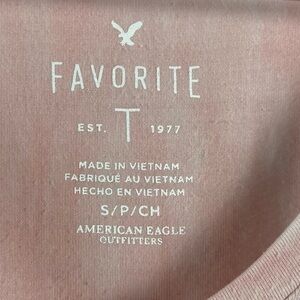 FAVORITE
EST. T 1977
MADE IN VIETNAM
FABRIQUÉ AU VIETNAM
HECHO EN VIETNAM
S/P/CH
AMERICAN EAGLE
OUTFITTERS